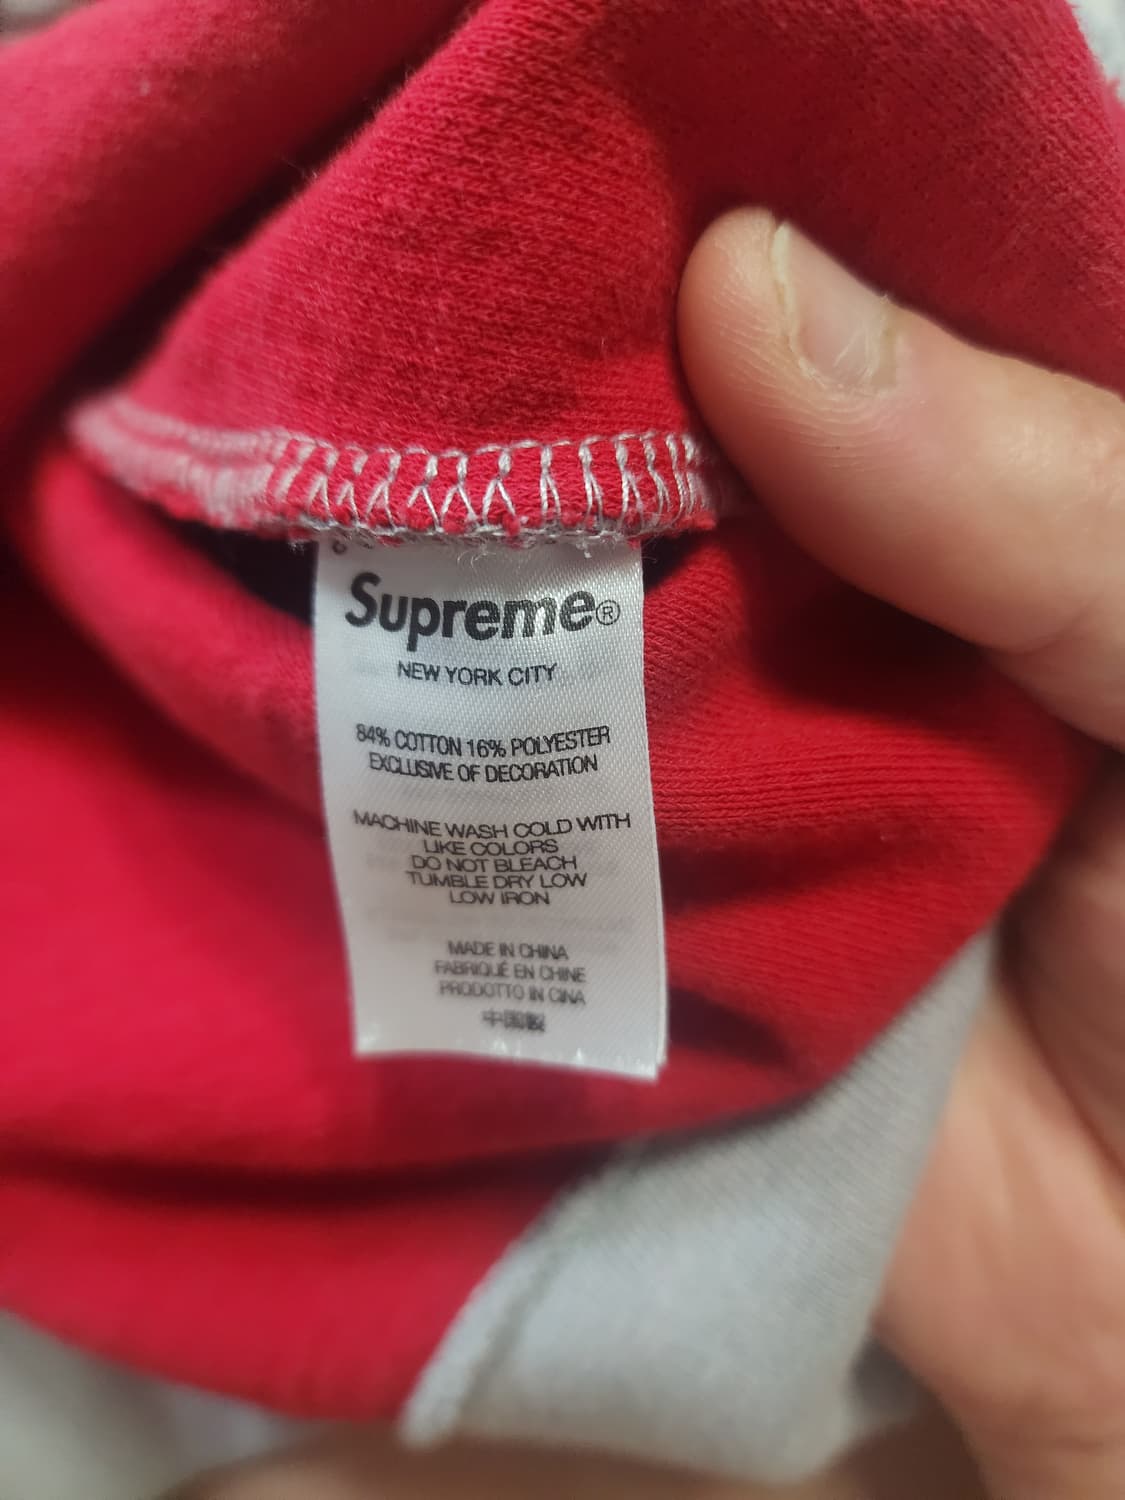 Supreme®
NEW YORK CITY
84% COTTON 16% POLYESTER
EXCLUSIVE OF DECORATION
MACHINE WASH COLD WITH
LIKE COLORS
DO NOT BLEACH
TUMBLE DRY LOW
LOW IRON
MADE IN CHINA
FABRIQUÉ EN CHINE
PRODOTTO IN CINA
中国製